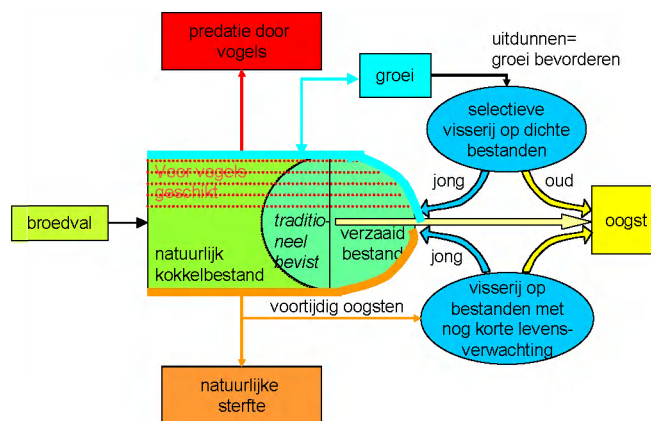 predatie door
vogels
groei
uitdunnen=
groei bevorderen
selectieve
visserij op dichte
bestanden
jong
oud
Voor vogels
geschikt
broedval
traditio-
neel
bevist
verzaaid
bestand
oogst
natuurlijk
kokkelbestand
jong
voortijdig oogsten
visserij op
bestanden met
nog korte levens-
verwachting
natuurlijke
sterfte